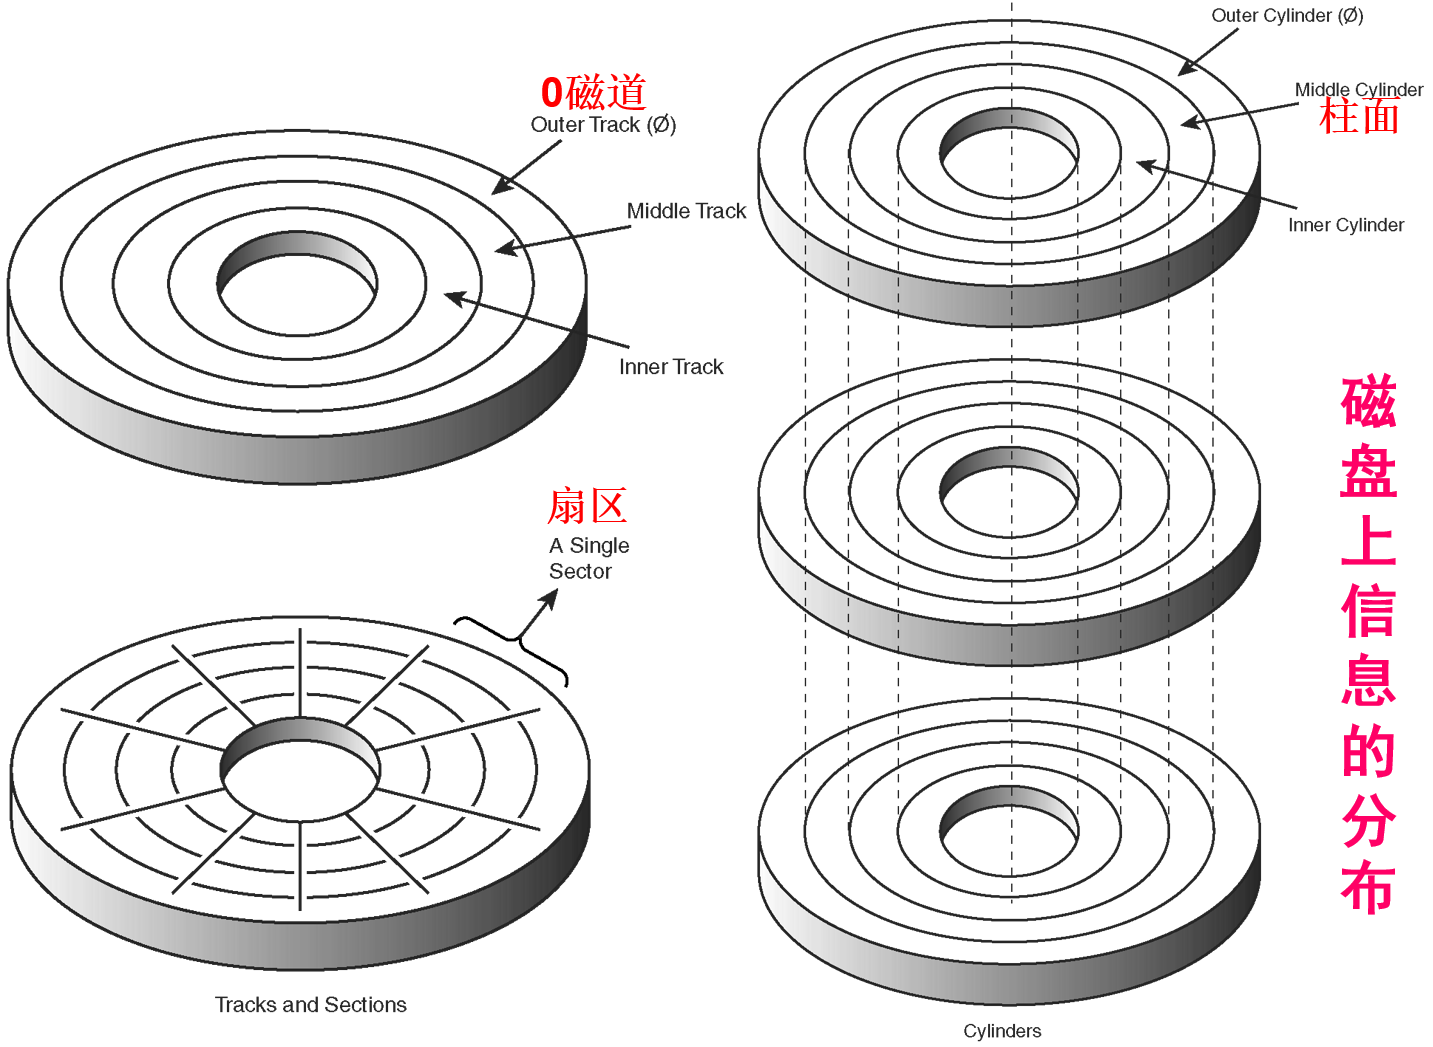 0磁道
Outer Track (Ø)
Middle Track
Inner Track
扇区
A Single
Sector
Tracks and Sections
Outer Cylinder (Ø)
Middle Cylinder
柱面
Inner Cylinder
Cylinders
磁盘上信息的分布